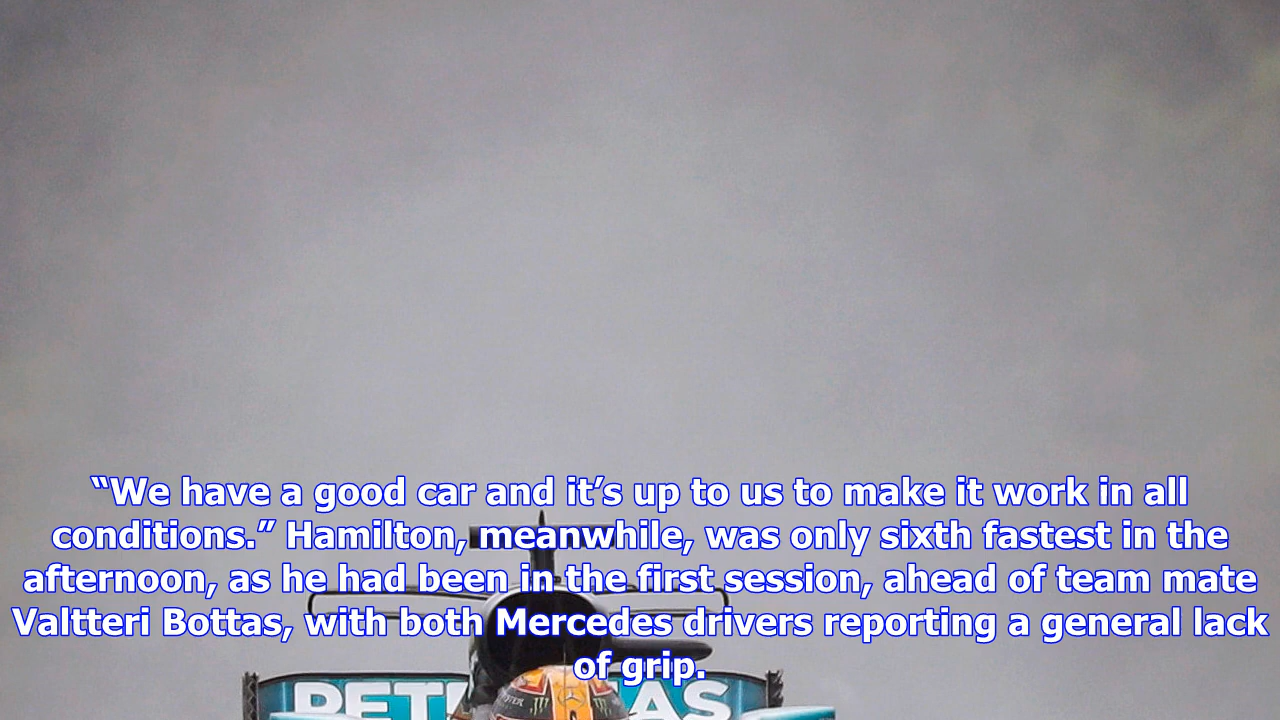 “We have a good car and it’s up to us to make it work in all
conditions.” Hamilton, meanwhile, was only sixth fastest in the
afternoon, as he had been in the first session, ahead of team mate
Valtteri Bottas, with both Mercedes drivers reporting a general lack
of grip.